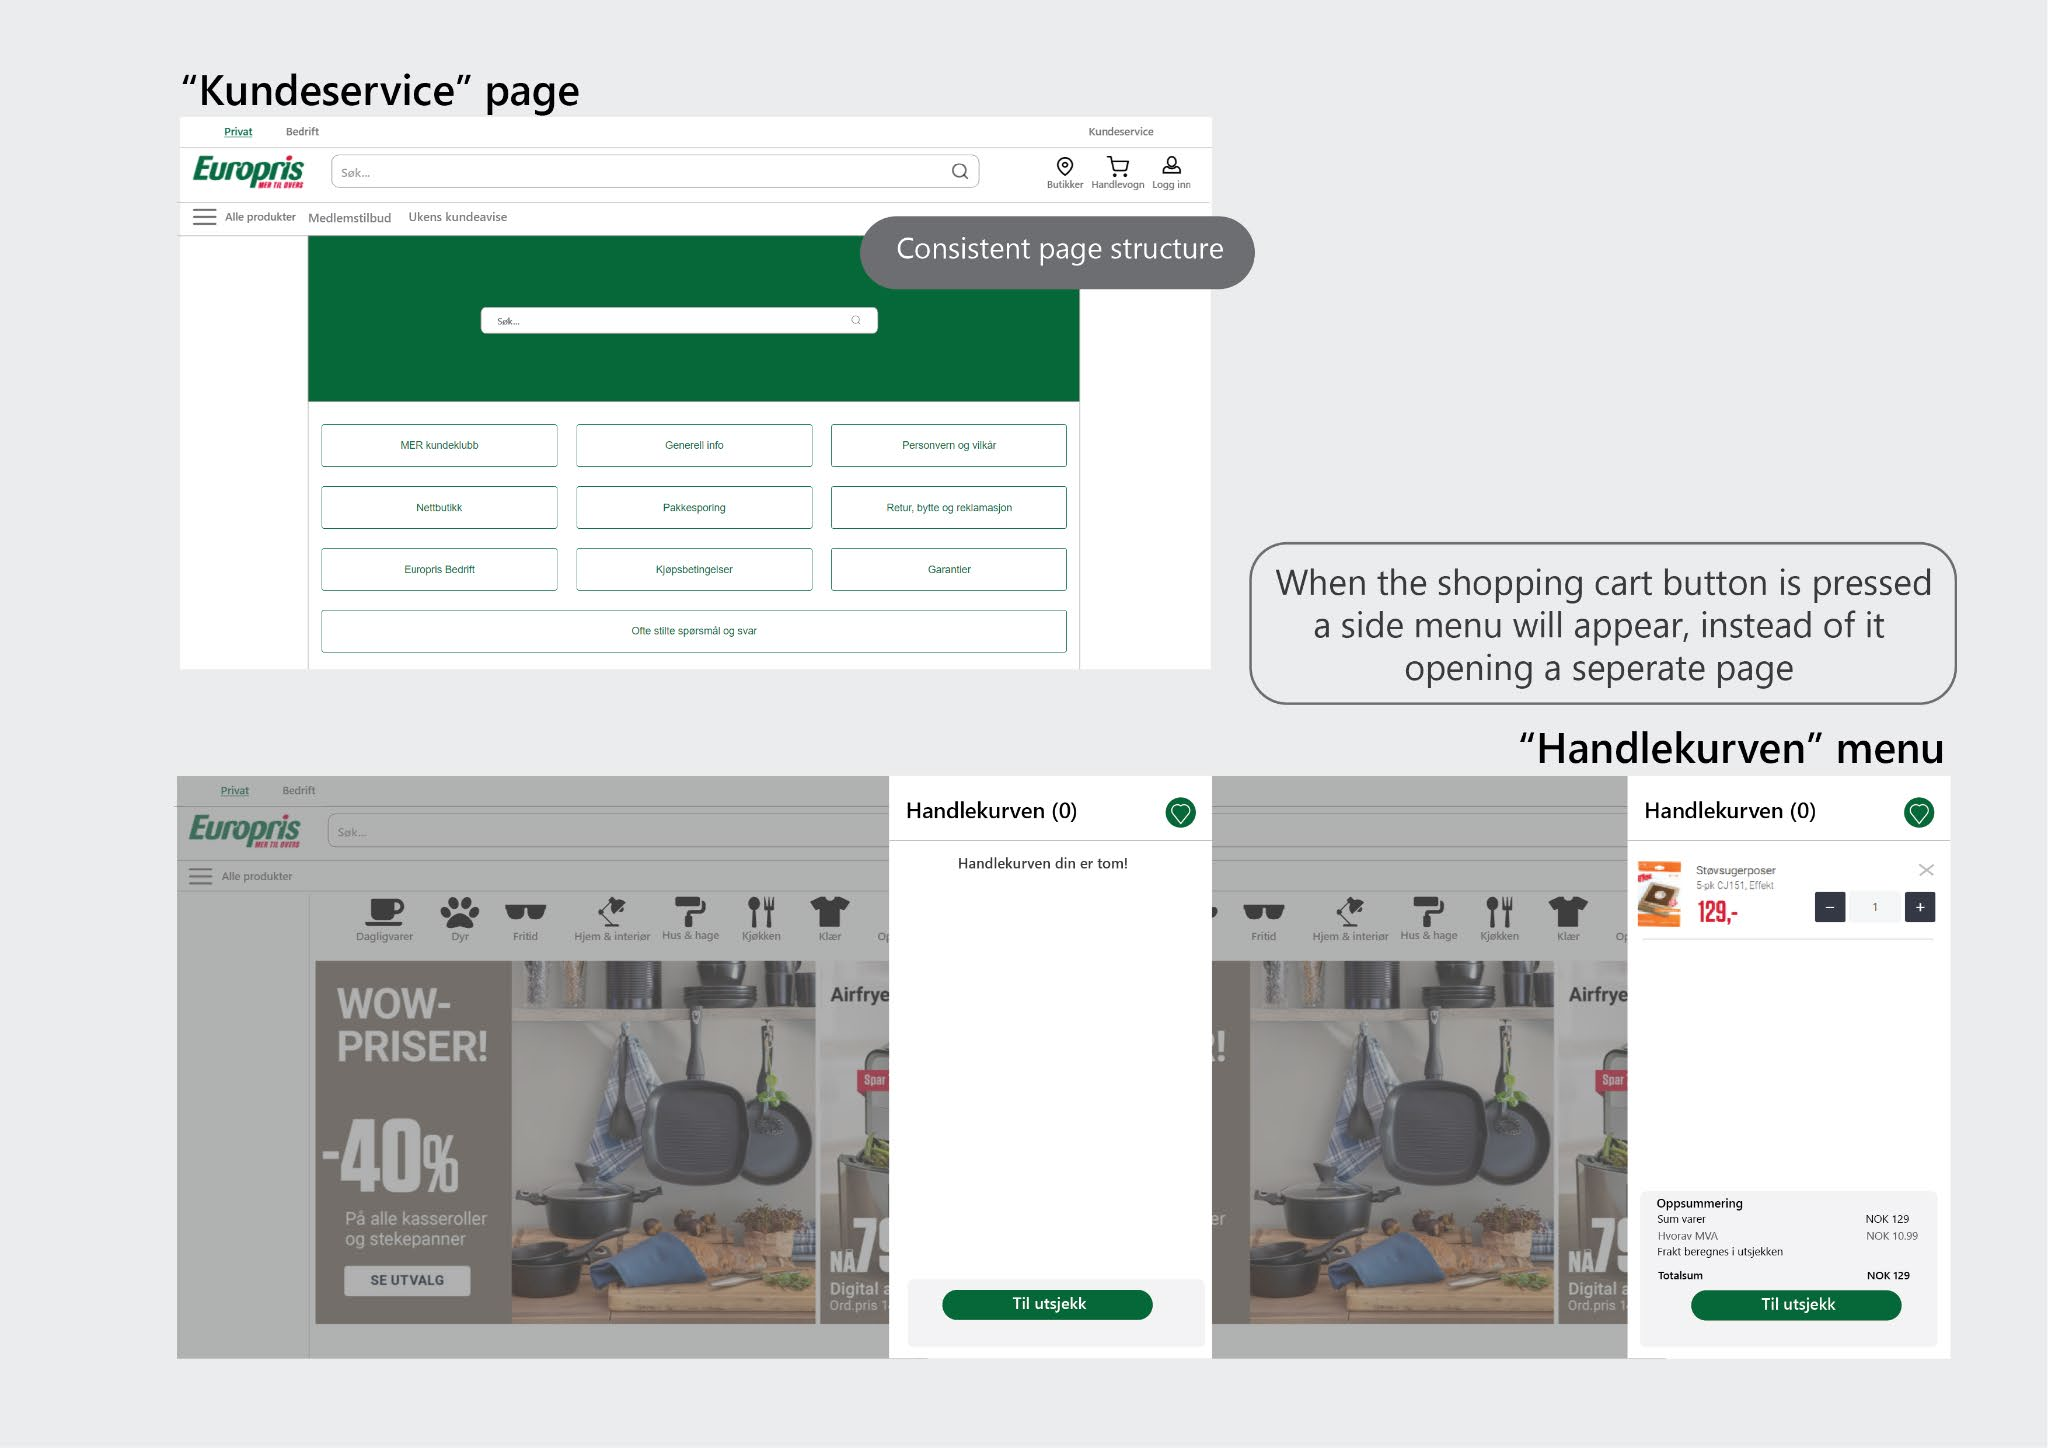 “Kundeservice” page
Privat Bedrift Kundeservice
Europris
MER TIL OVERS
Søk...
Butikker Handlevogn Logg inn
Alle produkter Medlemstilbud Ukens kundeavise
Consistent page structure
Søk...
MER kundeklubb Generell info Personvern og vilkår
Nettbutikk Pakkesporing Retur, bytte og reklamasjon
Europris Bedrift Kjøpsbetingelser Garantier
Ofte stilte spørsmål og svar
When the shopping cart button is pressed
a side menu will appear, instead of it
opening a seperate page
“Handlekurven” menu
Privat Bedrift
Europris
MER TIL OVERS
Søk...
Alle produkter
Dagligvarer Dyr Fritid Hjem & interiør Hus & hage Kjøkken Klær Op
WOW-
PRISER!
-40%
På alle kasseroller
og stekepanner
SE UTVALG
Airfrye
Spar
NÅ 79
Digital a
Ord.pris 1
Handlekurven (0)
Handlekurven din er tom!
Til utsjekk
Fritid Hjem & interiør Hus & hage Kjøkken Klær Op
R!
er
Airfrye
Spar
NÅ 7
Digital
Ord.pris 1
Handlekurven (0)
Støvsugerposer
5-pk CJ151, Effekt
129,-
− 1 +
Oppsummering
Sum varer NOK 129
Hvorav MVA NOK 10.99
Frakt beregnes i utsjekken
Totalsum NOK 129
Til utsjekk